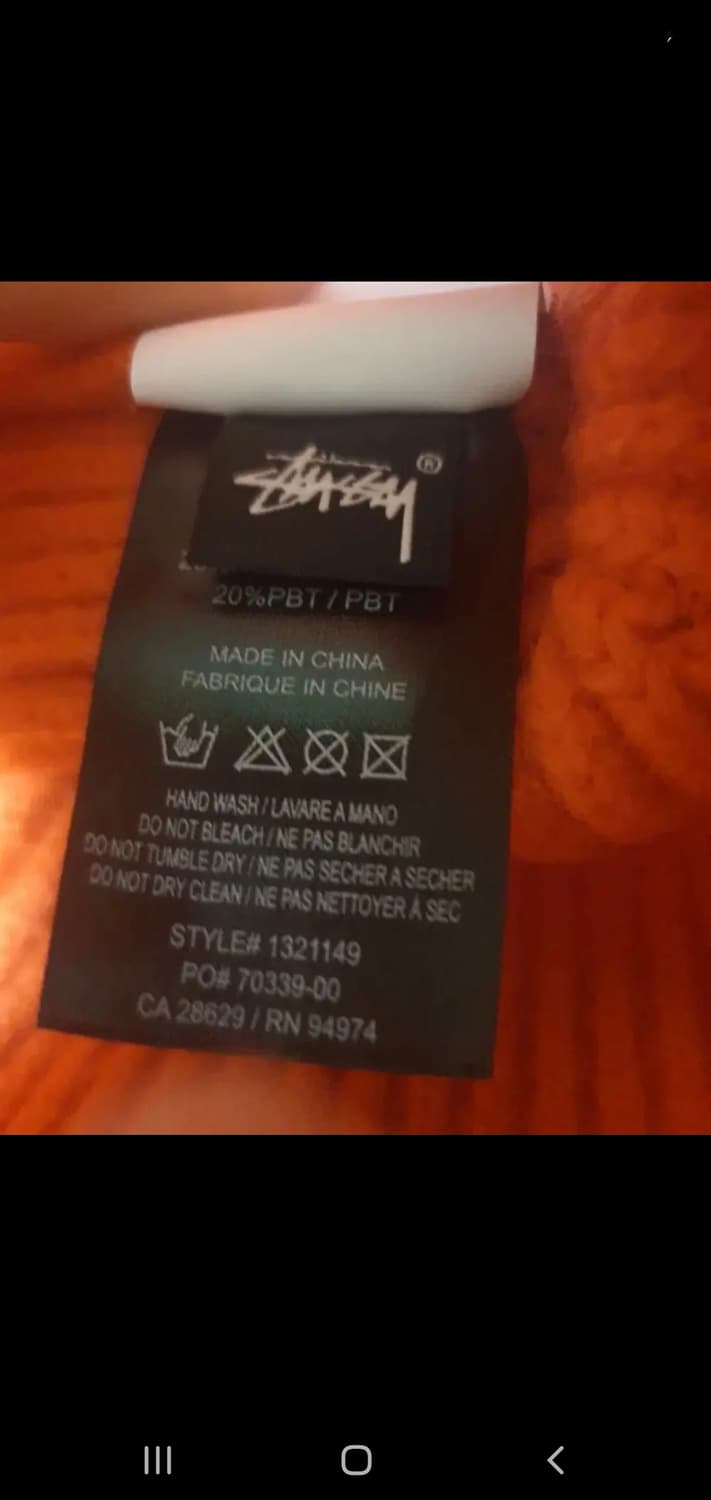 STÜSSY ®
20%PBT / PBT
MADE IN CHINA
FABRIQUE IN CHINE
HAND WASH / LAVARE A MANO
DO NOT BLEACH / NE PAS BLANCHIR
DO NOT TUMBLE DRY / NE PAS SECHER A SECHER
DO NOT DRY CLEAN / NE PAS NETTOYER À SEC
STYLE# 1321149
PO# 70339-00
CA 28629 / RN 94974